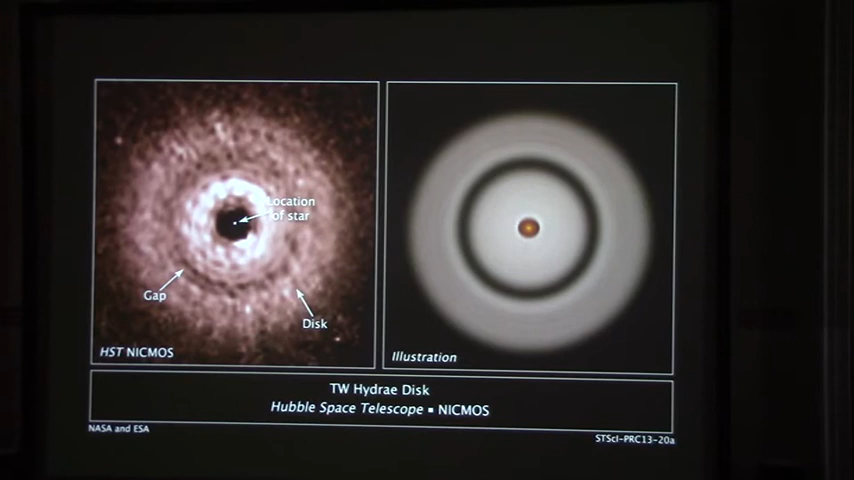 Location
of star
Gap
Disk
HST NICMOS
Illustration
TW Hydrae Disk
Hubble Space Telescope ▪ NICMOS
NASA and ESA
STScI-PRC13-20a